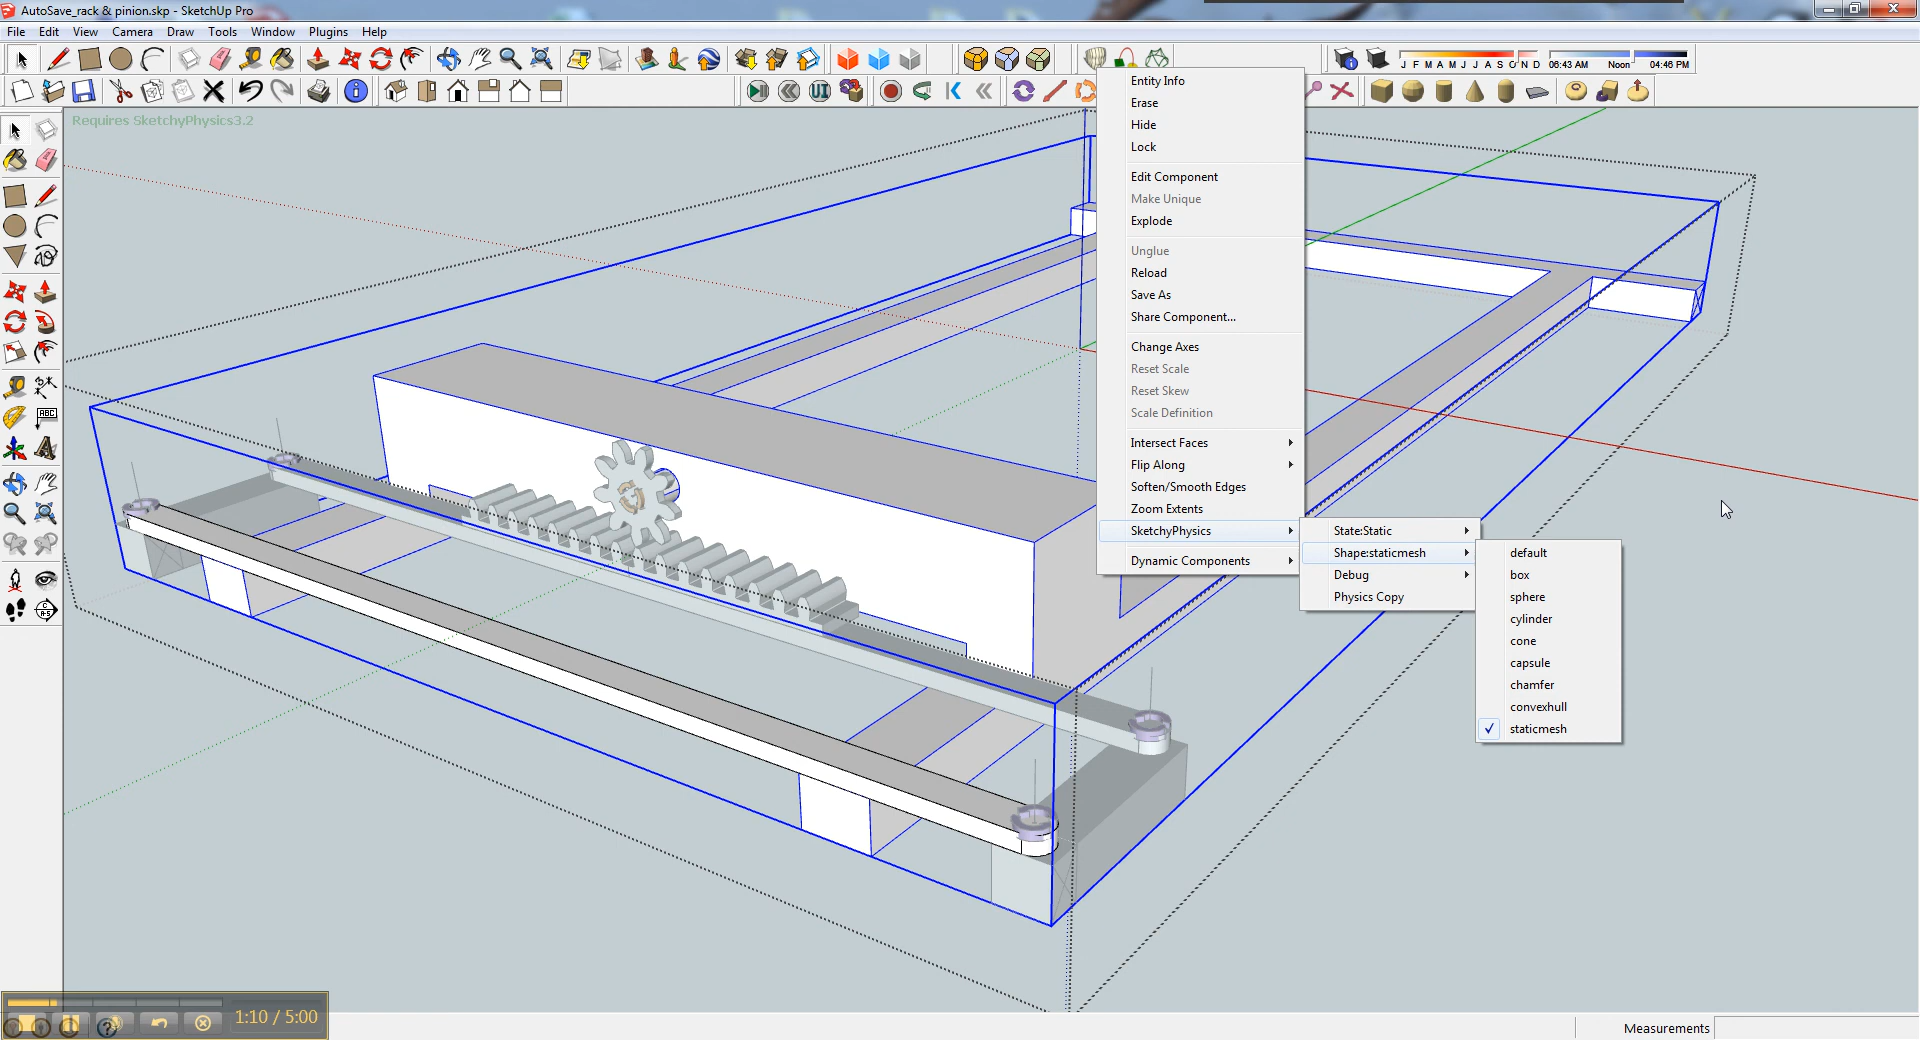 AutoSave_rack & pinion.skp - SketchUp Pro
File Edit View Camera Draw Tools Window Plugins Help
J F M A M J J A S O N D 06:43 AM Noon 04:46 PM
UI
Requires SketchyPhysics3.2
Entity Info
Erase
Hide
Lock
Edit Component
Make Unique
Explode
Unglue
Reload
Save As
Share Component...
Change Axes
Reset Scale
Reset Skew
Scale Definition
Intersect Faces
Flip Along
Soften/Smooth Edges
Zoom Extents
SketchyPhysics
Dynamic Components
State:Static
Shape:staticmesh
Debug
Physics Copy
default
box
sphere
cylinder
cone
capsule
chamfer
convexhull
staticmesh
ABC
1:10 / 5:00
Measurements